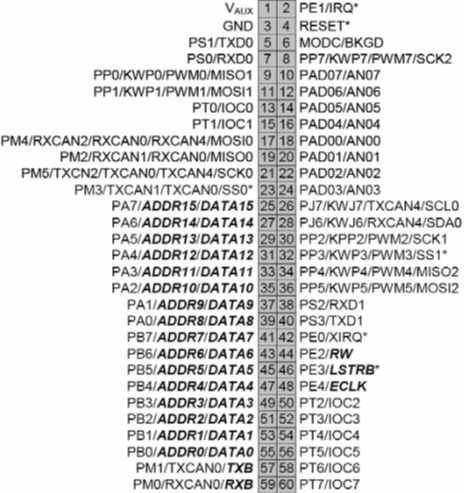 VAUX 1 2 PE1/IRQ*
GND 3 4 RESET*
PS1/TXD0 5 6 MODC/BKGD
PS0/RXD0 7 8 PP7/KWP7/PWM7/SCK2
PP0/KWP0/PWM0/MISO1 9 10 PAD07/AN07
PP1/KWP1/PWM1/MOSI1 11 12 PAD06/AN06
PT0/IOC0 13 14 PAD05/AN05
PT1/IOC1 15 16 PAD04/AN04
PM4/RXCAN2/RXCAN0/RXCAN4/MOSI0 17 18 PAD00/AN00
PM2/RXCAN1/RXCAN0/MISO0 19 20 PAD01/AN01
PM5/TXCN2/TXCAN0/TXCAN4/SCK0 21 22 PAD02/AN02
PM3/TXCAN1/TXCAN0/SS0* 23 24 PAD03/AN03
PA7/ADDR15/DATA15 25 26 PJ7/KWJ7/TXCAN4/SCL0
PA6/ADDR14/DATA14 27 28 PJ6/KWJ6/RXCAN4/SDA0
PA5/ADDR13/DATA13 29 30 PP2/KPP2/PWM2/SCK1
PA4/ADDR12/DATA12 31 32 PP3/KWP3/PWM3/SS1*
PA3/ADDR11/DATA11 33 34 PP4/KWP4/PWM4/MISO2
PA2/ADDR10/DATA10 35 36 PP5/KWP5/PWM5/MOSI2
PA1/ADDR9/DATA9 37 38 PS2/RXD1
PA0/ADDR8/DATA8 39 40 PS3/TXD1
PB7/ADDR7/DATA7 41 42 PE0/XIRQ*
PB6/ADDR6/DATA6 43 44 PE2/RW
PB5/ADDR5/DATA5 45 46 PE3/LSTRB*
PB4/ADDR4/DATA4 47 48 PE4/ECLK
PB3/ADDR3/DATA3 49 50 PT2/IOC2
PB2/ADDR2/DATA2 51 52 PT3/IOC3
PB1/ADDR1/DATA1 53 54 PT4/IOC4
PB0/ADDR0/DATA0 55 56 PT5/IOC5
PM1/TXCAN0/TXB 57 58 PT6/IOC6
PM0/RXCAN0/RXB 59 60 PT7/IOC7